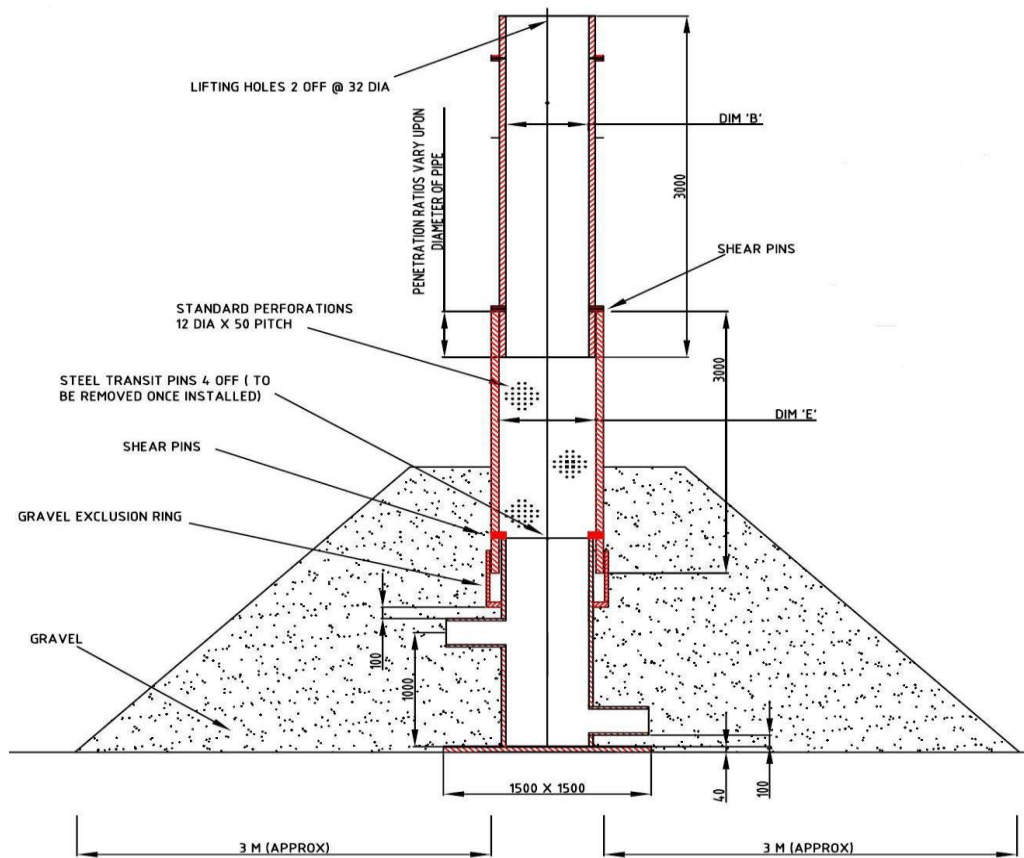 LIFTING HOLES 2 OFF @ 32 DIA
DIM 'B'
PENETRATION RATIOS VARY UPON
DIAMETER OF PIPE
3000
SHEAR PINS
STANDARD PERFORATIONS
12 DIA X 50 PITCH
3000
STEEL TRANSIT PINS 4 OFF ( TO
BE REMOVED ONCE INSTALLED)
DIM 'E'
SHEAR PINS
GRAVEL EXCLUSION RING
GRAVEL
100
1000
1500 X 1500
40
100
3 M (APPROX)
3 M (APPROX)